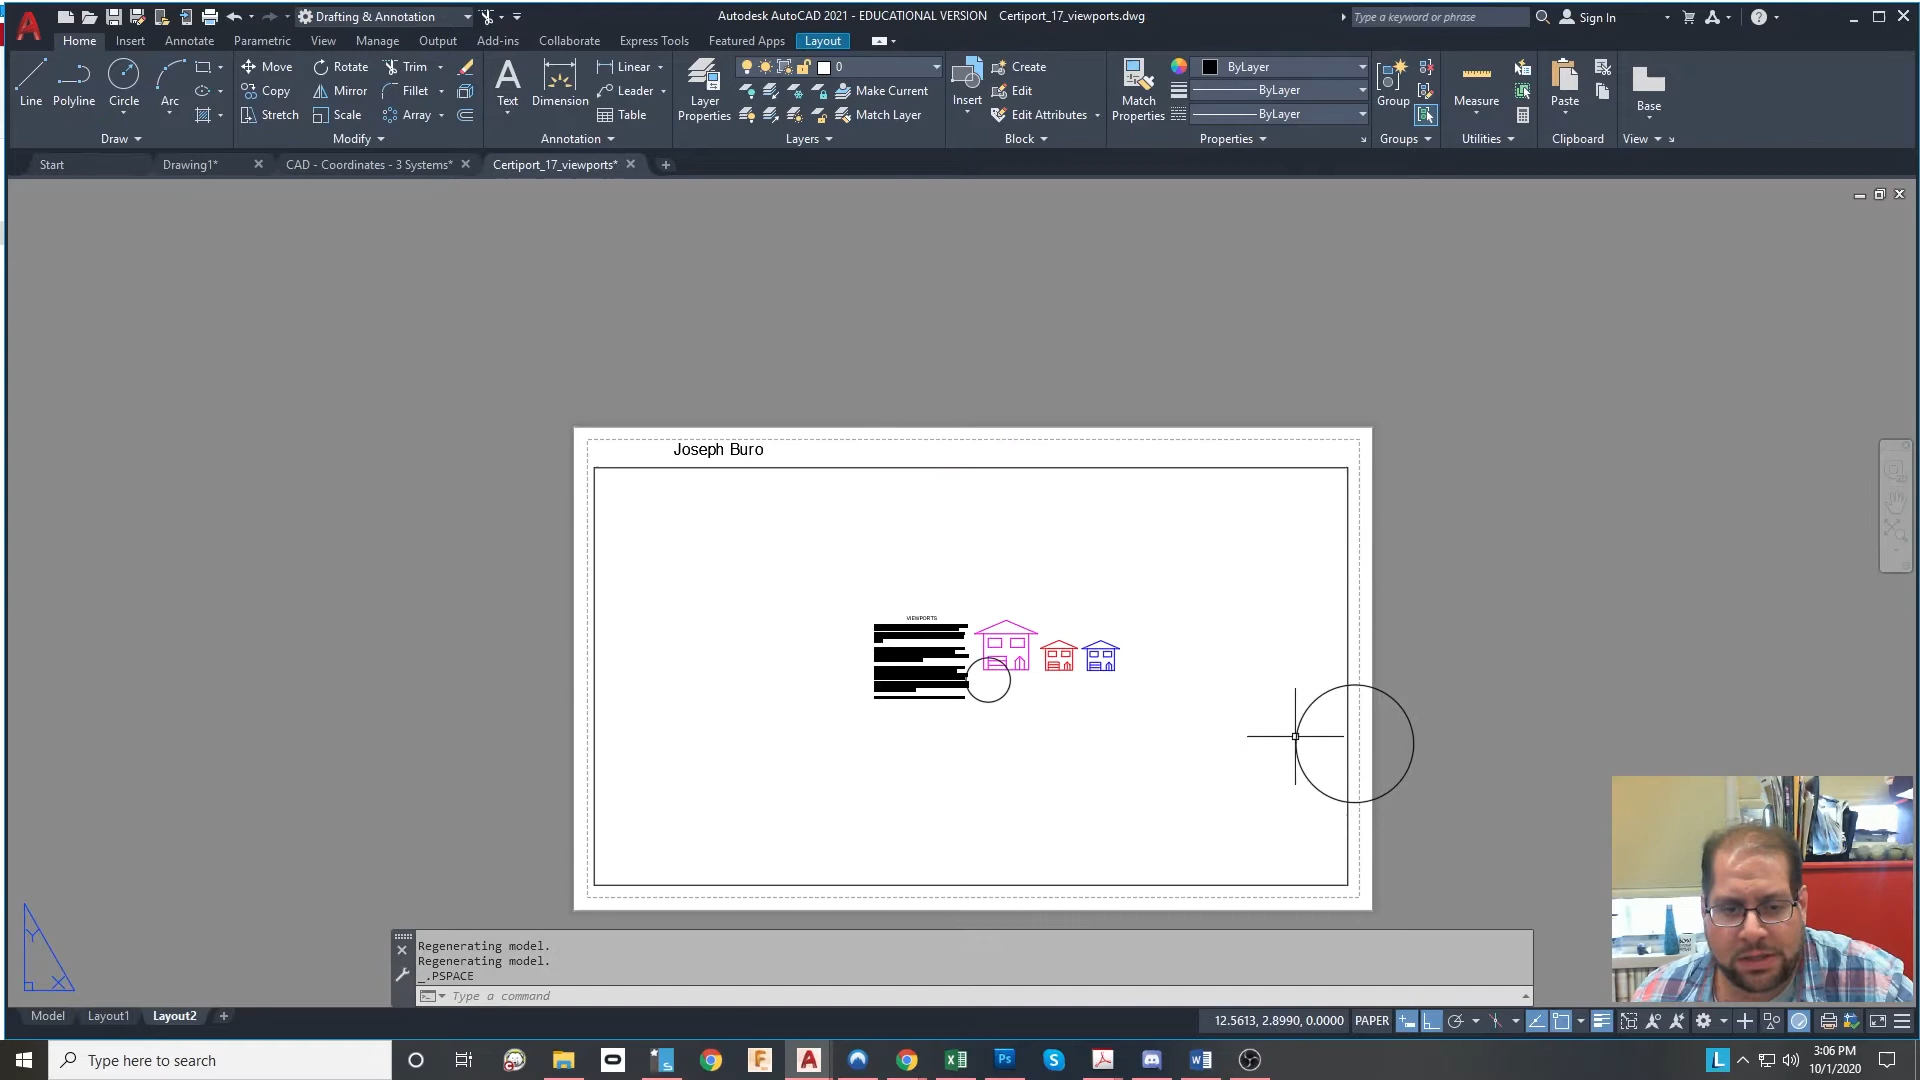 Drafting & Annotation
Autodesk AutoCAD 2021 - EDUCATIONAL VERSION Certiport_17_viewports.dwg
Type a keyword or phrase
Sign In
Home Insert Annotate Parametric View Manage Output Add-ins Collaborate Express Tools Featured Apps Layout
Line Polyline Circle Arc
Move Rotate Trim
Copy Mirror Fillet
Stretch Scale Array
Text Dimension
Linear
Leader
Table
Layer Properties
0
Make Current
Match Layer
Insert
Create
Edit
Edit Attributes
Match Properties
ByLayer
ByLayer
ByLayer
Group
Measure
Paste
Base
Draw Modify Annotation Layers Block Properties Groups Utilities Clipboard View
Start Drawing1* CAD - Coordinates - 3 Systems* Certiport_17_viewports*
Joseph Buro
VIEWPORTS
Y
X
Regenerating model.
Regenerating model.
_.PSPACE
Type a command
Model Layout1 Layout2
12.5613, 2.8990, 0.0000 PAPER
Type here to search
3:06 PM
10/1/2020